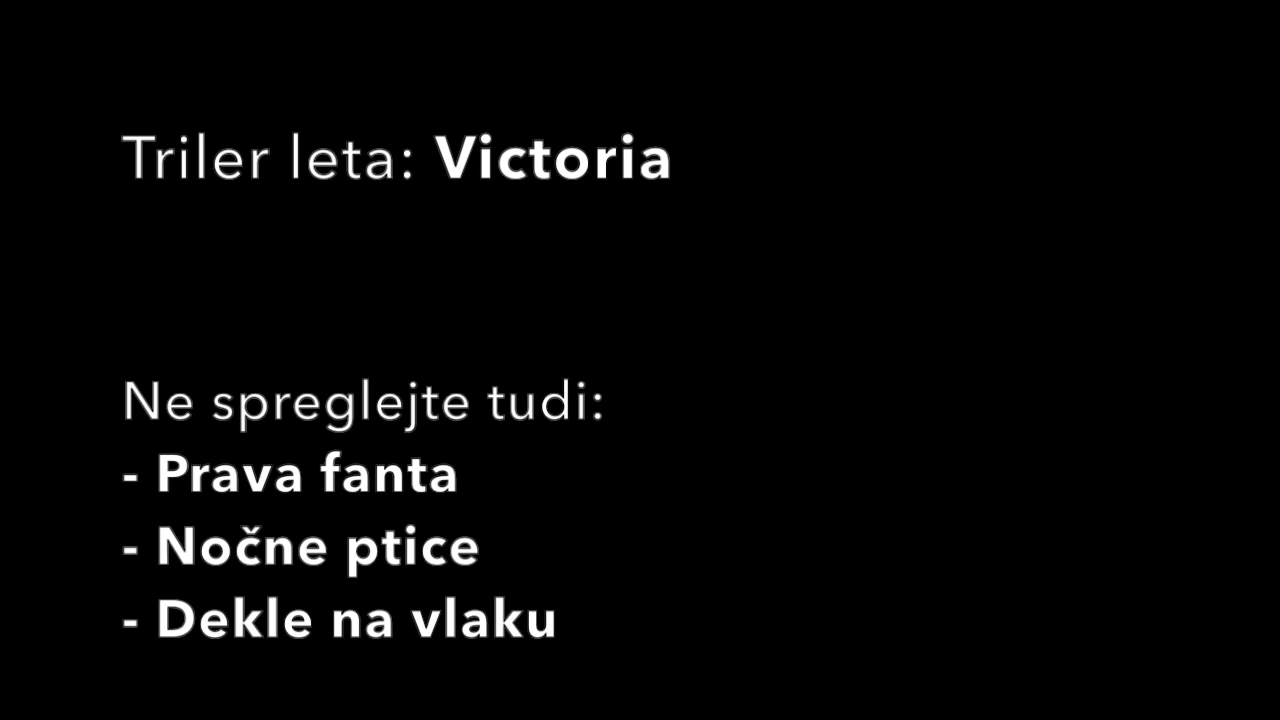 Triler leta: Victoria
Ne spreglejte tudi:
- Prava fanta
- Nočne ptice
- Dekle na vlaku